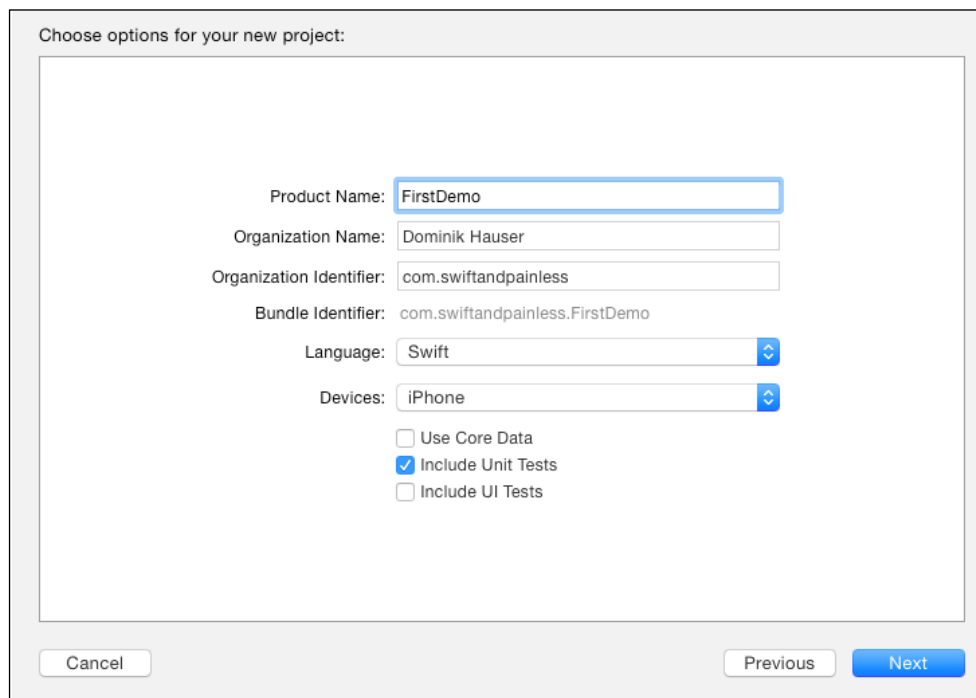 Choose options for your new project:
Product Name: FirstDemo
Organization Name: Dominik Hauser
Organization Identifier: com.swiftandpainless
Bundle Identifier: com.swiftandpainless.FirstDemo
Language: Swift
Devices: iPhone
Use Core Data
Include Unit Tests
Include UI Tests
Cancel Previous Next